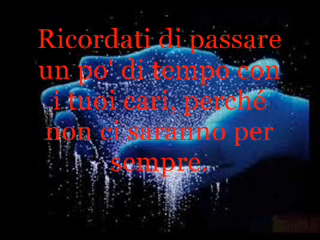 Ricordati di passare
un po' di tempo con
i tuoi cari, perché
non ci saranno per
sempre.